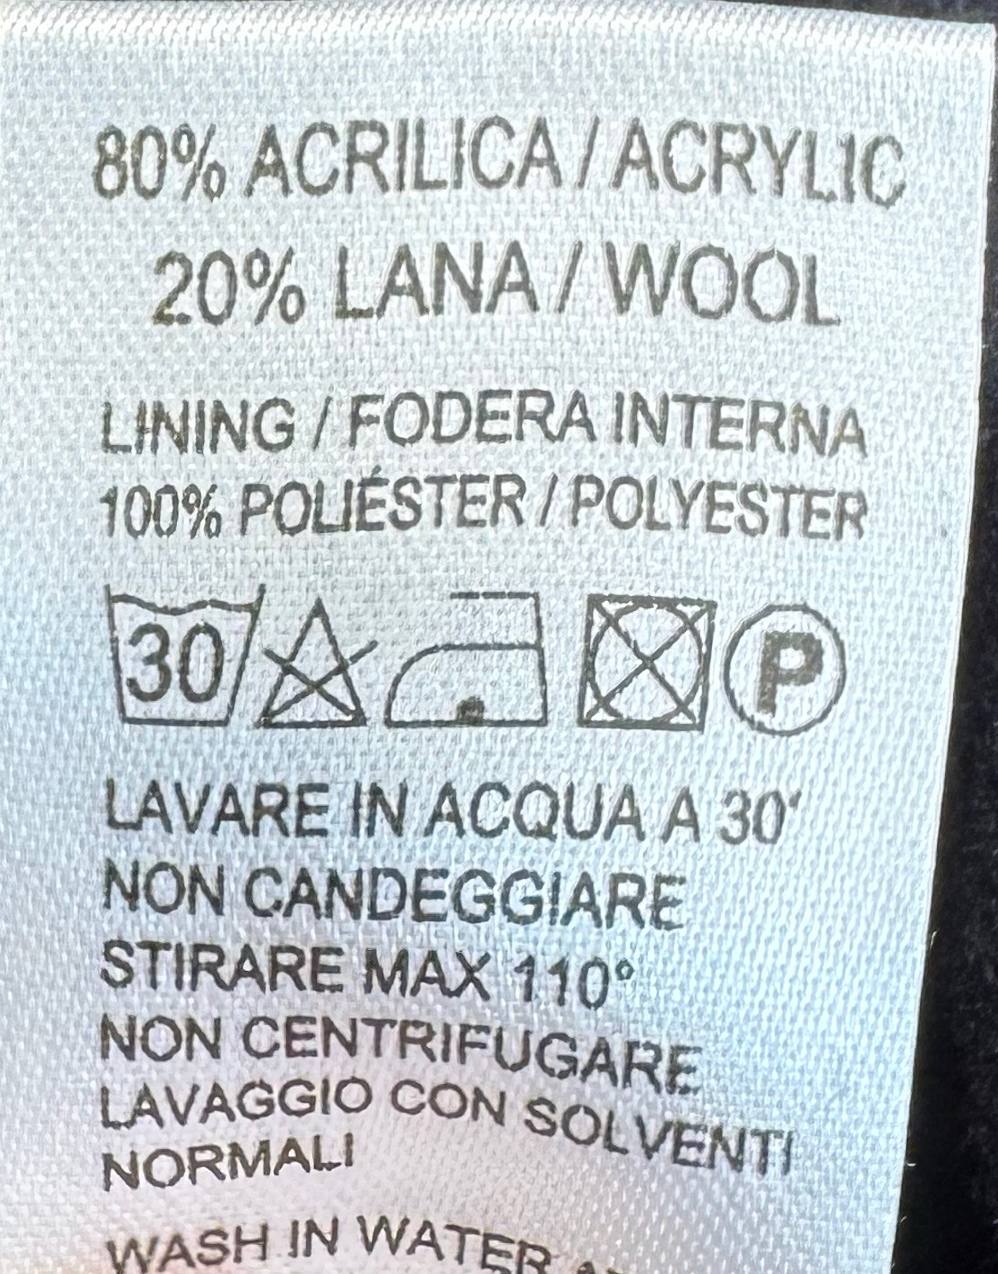 80% ACRILICA / ACRYLIC
20% LANA / WOOL
LINING / FODERA INTERNA
100% POLIÉSTER / POLYESTER
30 P
LAVARE IN ACQUA A 30'
NON CANDEGGIARE
STIRARE MAX 110°
NON CENTRIFUGARE
LAVAGGIO CON SOLVENTI
NORMALI
WASH IN WATER